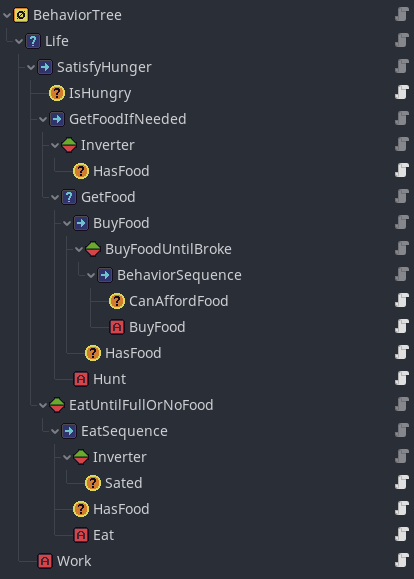 BehaviorTree
Life
SatisfyHunger
IsHungry
GetFoodIfNeeded
Inverter
HasFood
GetFood
BuyFood
BuyFoodUntilBroke
BehaviorSequence
CanAffordFood
BuyFood
HasFood
Hunt
EatUntilFullOrNoFood
EatSequence
Inverter
Sated
HasFood
Eat
Work